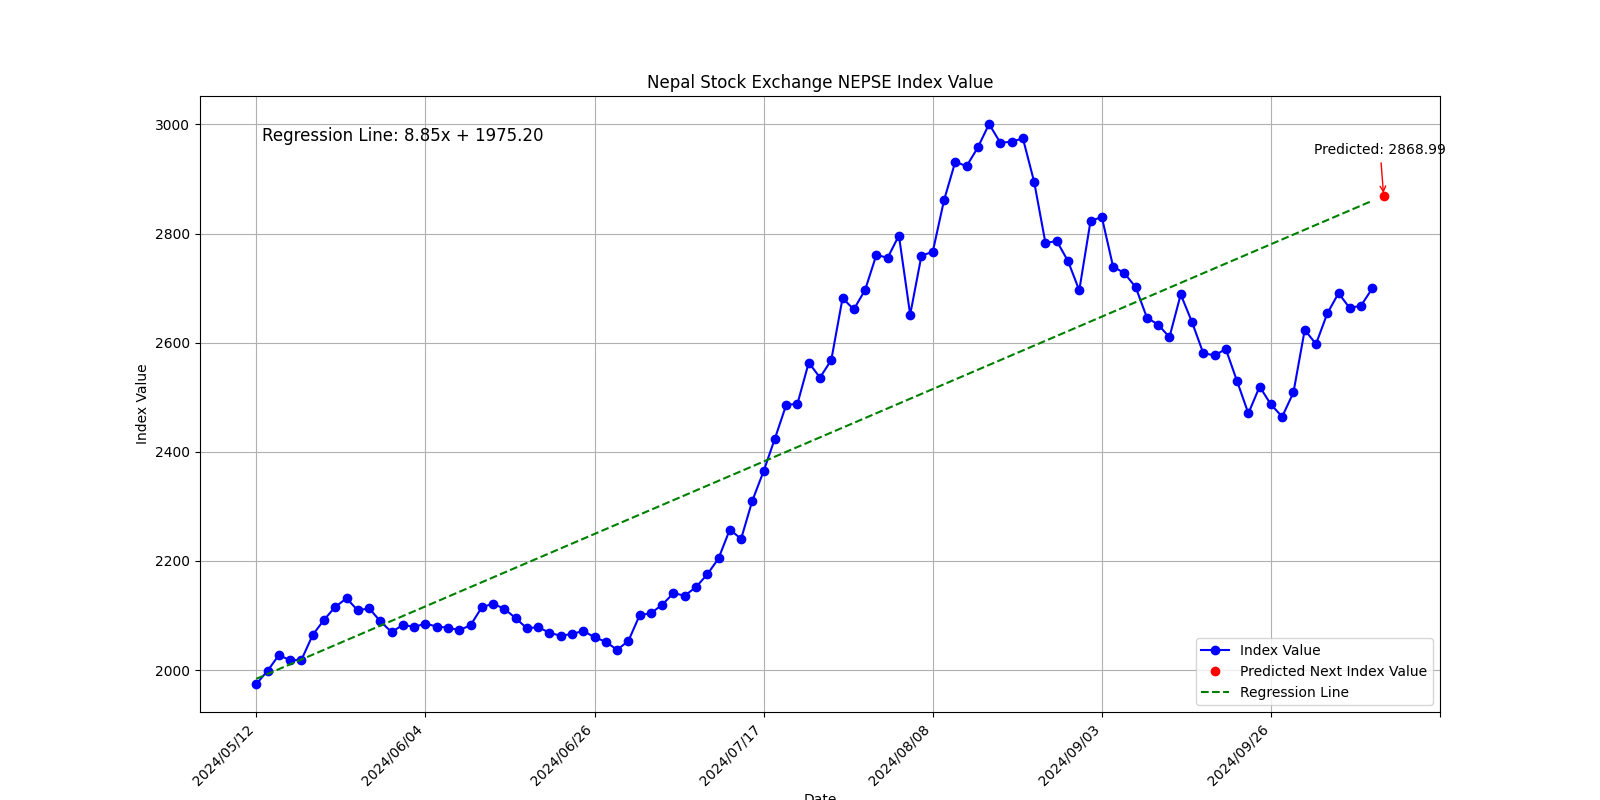 Nepal Stock Exchange NEPSE Index Value
Regression Line: 8.85x + 1975.20
Predicted: 2868.99
3000
2800
2600
2400
2200
2000
Index Value
Index Value
Predicted Next Index Value
Regression Line
2024/05/12
2024/06/04
2024/06/26
2024/07/17
2024/08/08
2024/09/03
2024/09/26
Date